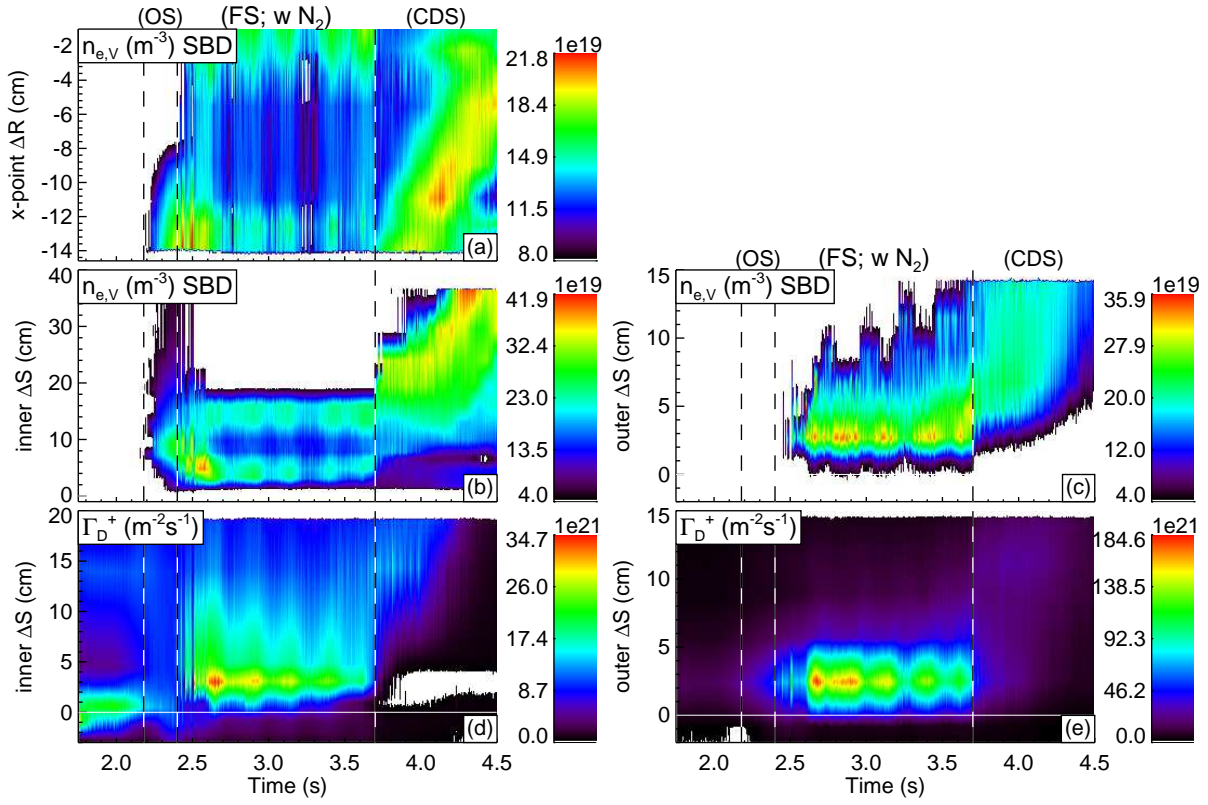 (OS) (FS; w N₂) (CDS)
nₑ,V (m⁻³) SBD
1e19
x-point ΔR (cm)
-2
-4
-6
-8
-10
-12
-14
21.8
18.4
14.9
11.5
8.0
(a)
nₑ,V (m⁻³) SBD
1e19
inner ΔS (cm)
40
30
20
10
0
41.9
32.4
23.0
13.5
4.0
(b)
(OS) (FS; w N₂) (CDS)
nₑ,V (m⁻³) SBD
1e19
outer ΔS (cm)
15
10
5
0
35.9
27.9
20.0
12.0
4.0
(c)
Γ_D⁺ (m⁻²s⁻¹)
1e21
inner ΔS (cm)
20
15
10
5
0
34.7
26.0
17.4
8.7
0.0
(d)
2.0 2.5 3.0 3.5 4.0 4.5
Time (s)
Γ_D⁺ (m⁻²s⁻¹)
1e21
outer ΔS (cm)
15
10
5
0
184.6
138.5
92.3
46.2
0.0
(e)
2.0 2.5 3.0 3.5 4.0 4.5
Time (s)